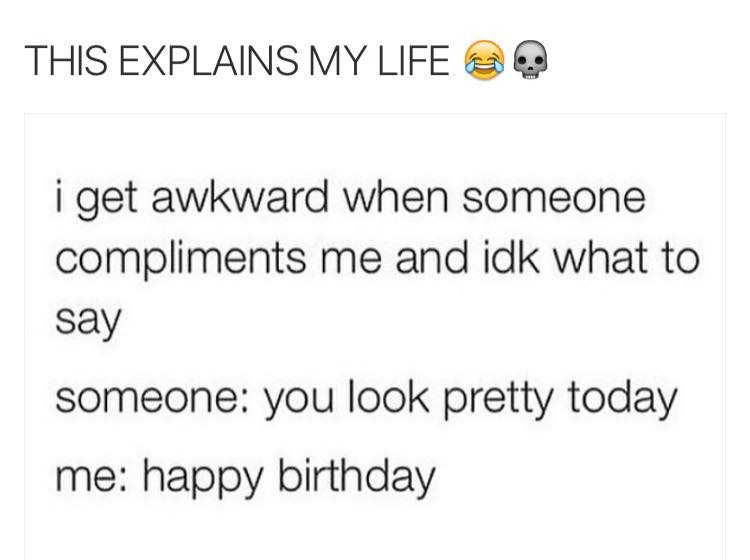 THIS EXPLAINS MY LIFE 😂💀
i get awkward when someone
compliments me and idk what to
say
someone: you look pretty today
me: happy birthday